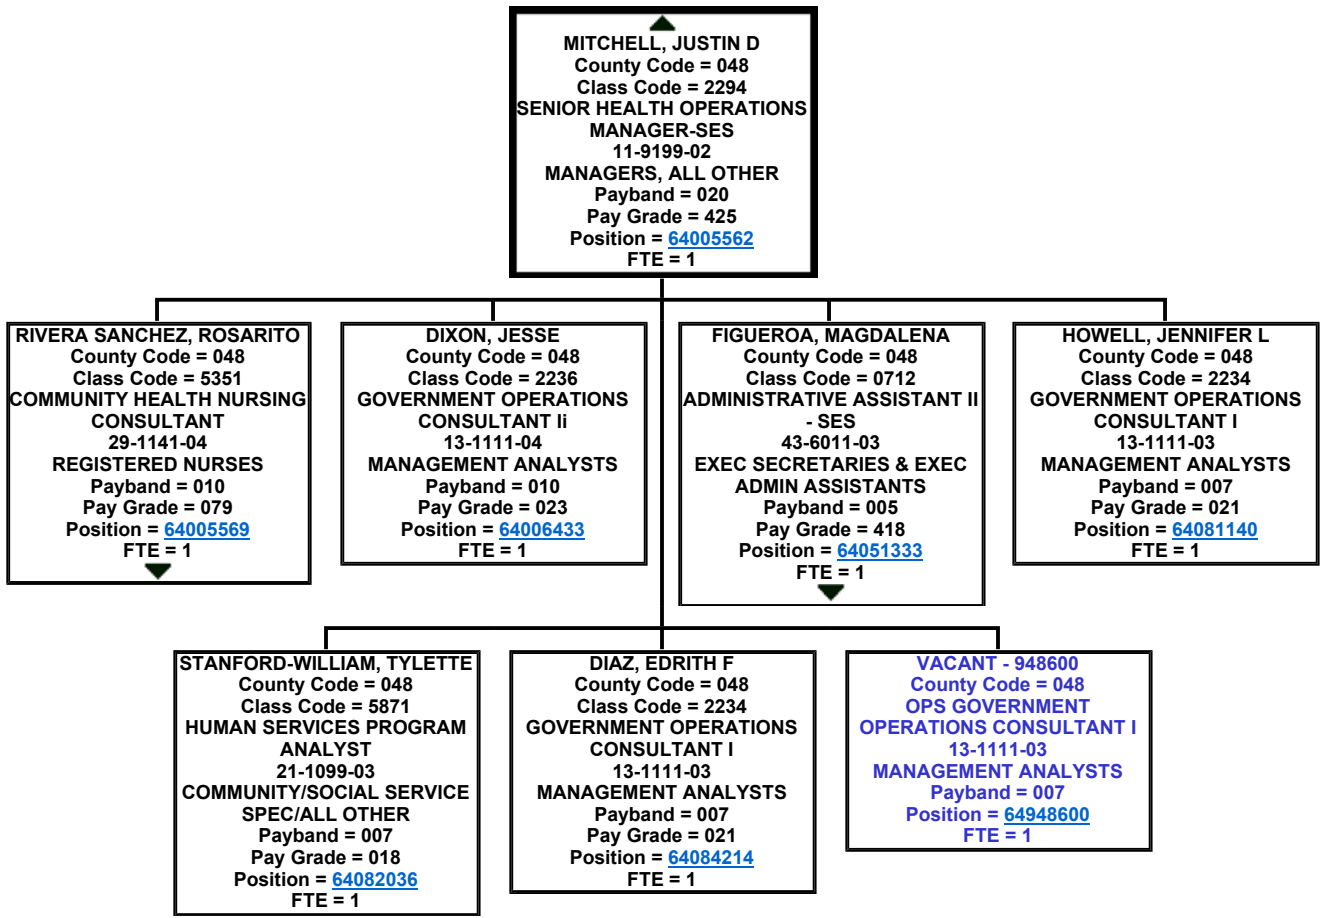 MITCHELL, JUSTIN D
County Code = 048
Class Code = 2294
SENIOR HEALTH OPERATIONS
MANAGER-SES
11-9199-02
MANAGERS, ALL OTHER
Payband = 020
Pay Grade = 425
Position = 64005562
FTE = 1
RIVERA SANCHEZ, ROSARITO
County Code = 048
Class Code = 5351
COMMUNITY HEALTH NURSING
CONSULTANT
29-1141-04
REGISTERED NURSES
Payband = 010
Pay Grade = 079
Position = 64005569
FTE = 1
DIXON, JESSE
County Code = 048
Class Code = 2236
GOVERNMENT OPERATIONS
CONSULTANT Ii
13-1111-04
MANAGEMENT ANALYSTS
Payband = 010
Pay Grade = 023
Position = 64006433
FTE = 1
FIGUEROA, MAGDALENA
County Code = 048
Class Code = 0712
ADMINISTRATIVE ASSISTANT II
- SES
43-6011-03
EXEC SECRETARIES & EXEC
ADMIN ASSISTANTS
Payband = 005
Pay Grade = 418
Position = 64051333
FTE = 1
HOWELL, JENNIFER L
County Code = 048
Class Code = 2234
GOVERNMENT OPERATIONS
CONSULTANT I
13-1111-03
MANAGEMENT ANALYSTS
Payband = 007
Pay Grade = 021
Position = 64081140
FTE = 1
STANFORD-WILLIAM, TYLETTE
County Code = 048
Class Code = 5871
HUMAN SERVICES PROGRAM
ANALYST
21-1099-03
COMMUNITY/SOCIAL SERVICE
SPEC/ALL OTHER
Payband = 007
Pay Grade = 018
Position = 64082036
FTE = 1
DIAZ, EDRITH F
County Code = 048
Class Code = 2234
GOVERNMENT OPERATIONS
CONSULTANT I
13-1111-03
MANAGEMENT ANALYSTS
Payband = 007
Pay Grade = 021
Position = 64084214
FTE = 1
VACANT - 948600
County Code = 048
OPS GOVERNMENT
OPERATIONS CONSULTANT I
13-1111-03
MANAGEMENT ANALYSTS
Payband = 007
Position = 64948600
FTE = 1